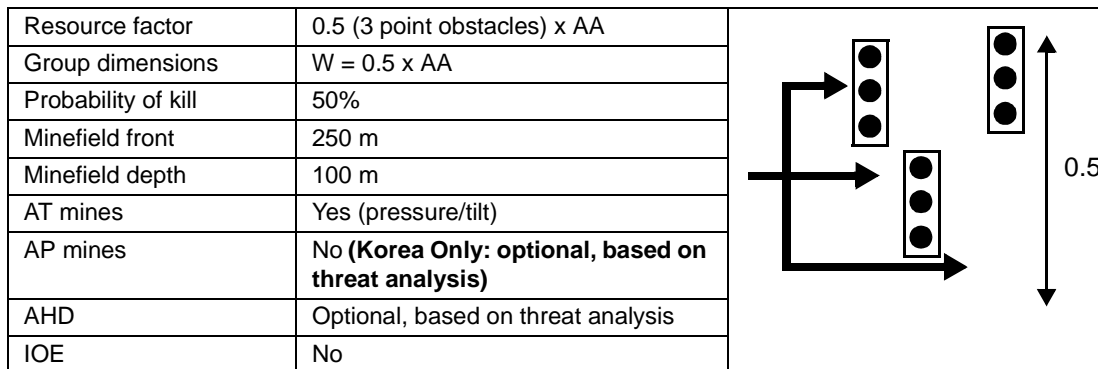 Resource factor 0.5 (3 point obstacles) x AA
Group dimensions W = 0.5 x AA
Probability of kill 50%
Minefield front 250 m
Minefield depth 100 m
AT mines Yes (pressure/tilt)
AP mines No (Korea Only: optional, based on
threat analysis)
AHD Optional, based on threat analysis
IOE No
0.5